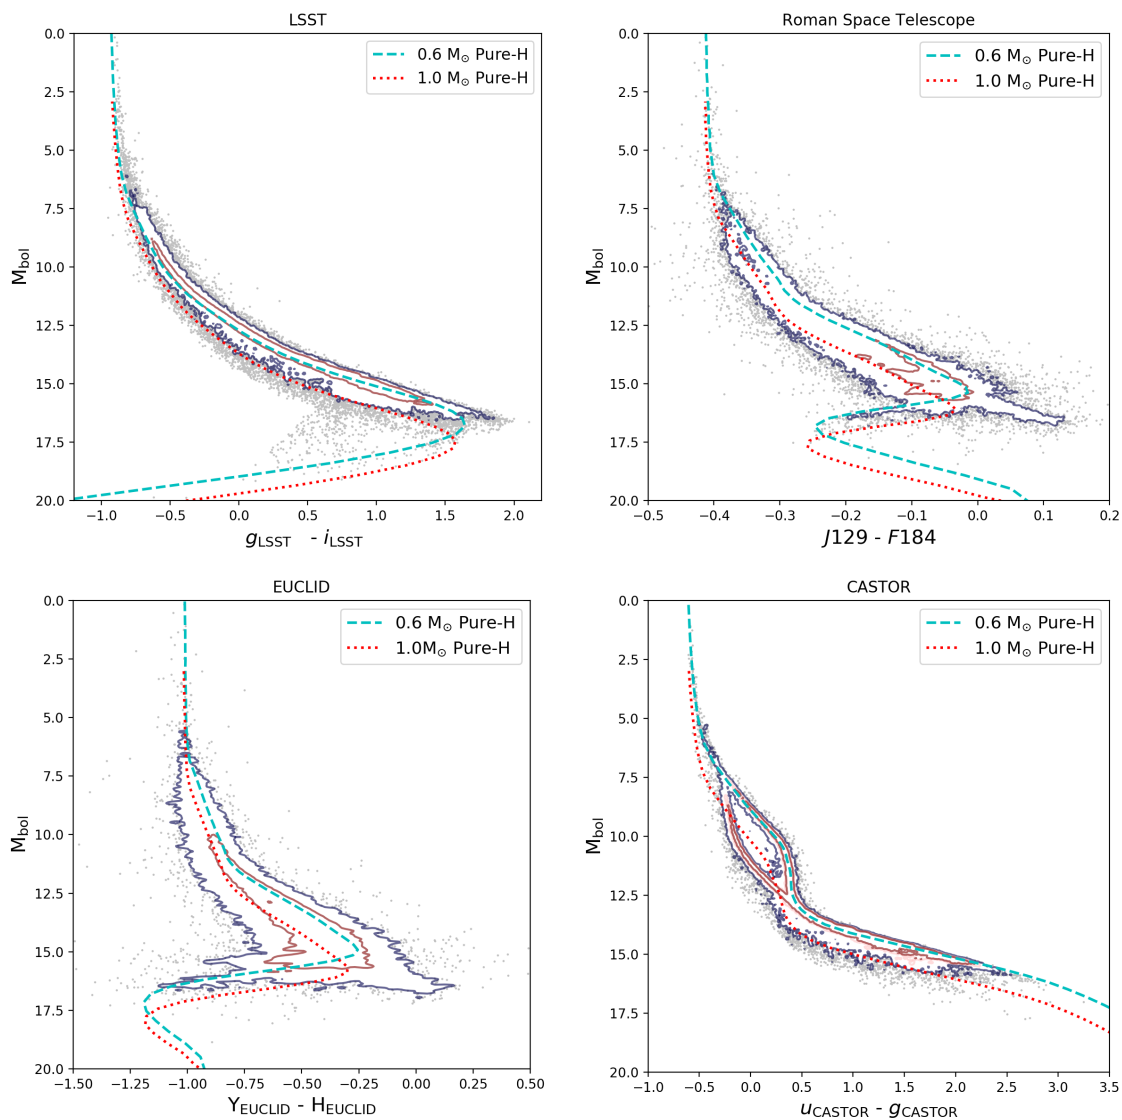 LSST
0.6 M⊙ Pure-H
1.0 M⊙ Pure-H
0.0
2.5
5.0
7.5
10.0
12.5
15.0
17.5
20.0
Mbol
−1.0 −0.5 0.0 0.5 1.0 1.5 2.0
gLSST - iLSST
Roman Space Telescope
0.6 M⊙ Pure-H
1.0 M⊙ Pure-H
0.0
2.5
5.0
7.5
10.0
12.5
15.0
17.5
20.0
Mbol
−0.5 −0.4 −0.3 −0.2 −0.1 0.0 0.1 0.2
J129 - F184
EUCLID
0.6 M⊙ Pure-H
1.0M⊙ Pure-H
0.0
2.5
5.0
7.5
10.0
12.5
15.0
17.5
20.0
Mbol
−1.50 −1.25 −1.00 −0.75 −0.50 −0.25 0.00 0.25 0.50
YEUCLID - HEUCLID
CASTOR
0.6 M⊙ Pure-H
1.0 M⊙ Pure-H
0.0
2.5
5.0
7.5
10.0
12.5
15.0
17.5
20.0
Mbol
−1.0 −0.5 0.0 0.5 1.0 1.5 2.0 2.5 3.0 3.5
uCASTOR - gCASTOR